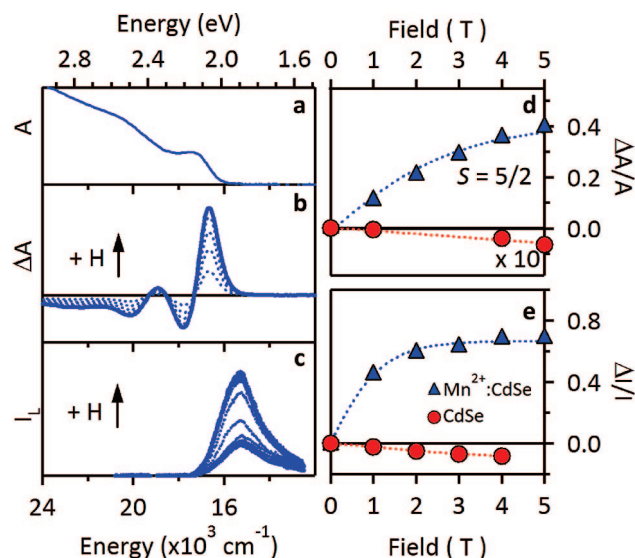 Energy (eV)
2.8 2.4 2.0 1.6
a
A
b
ΔA
+ H
c
I_L
+ H
24 20 16
Energy (x10³ cm⁻¹)
Field ( T )
0 1 2 3 4 5
d
0.4
0.2
0.0
ΔA/A
S = 5/2
x 10
e
0.8
0.4
0.0
ΔI/I
Mn²⁺:CdSe
CdSe
0 1 2 3 4 5
Field ( T )